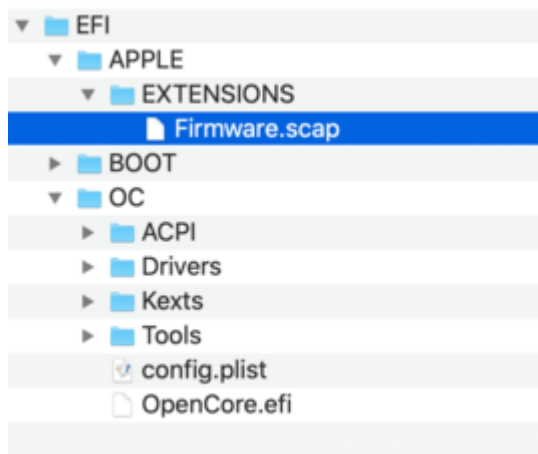 EFI
APPLE
EXTENSIONS
Firmware.scap
BOOT
OC
ACPI
Drivers
Kexts
Tools
config.plist
OpenCore.efi